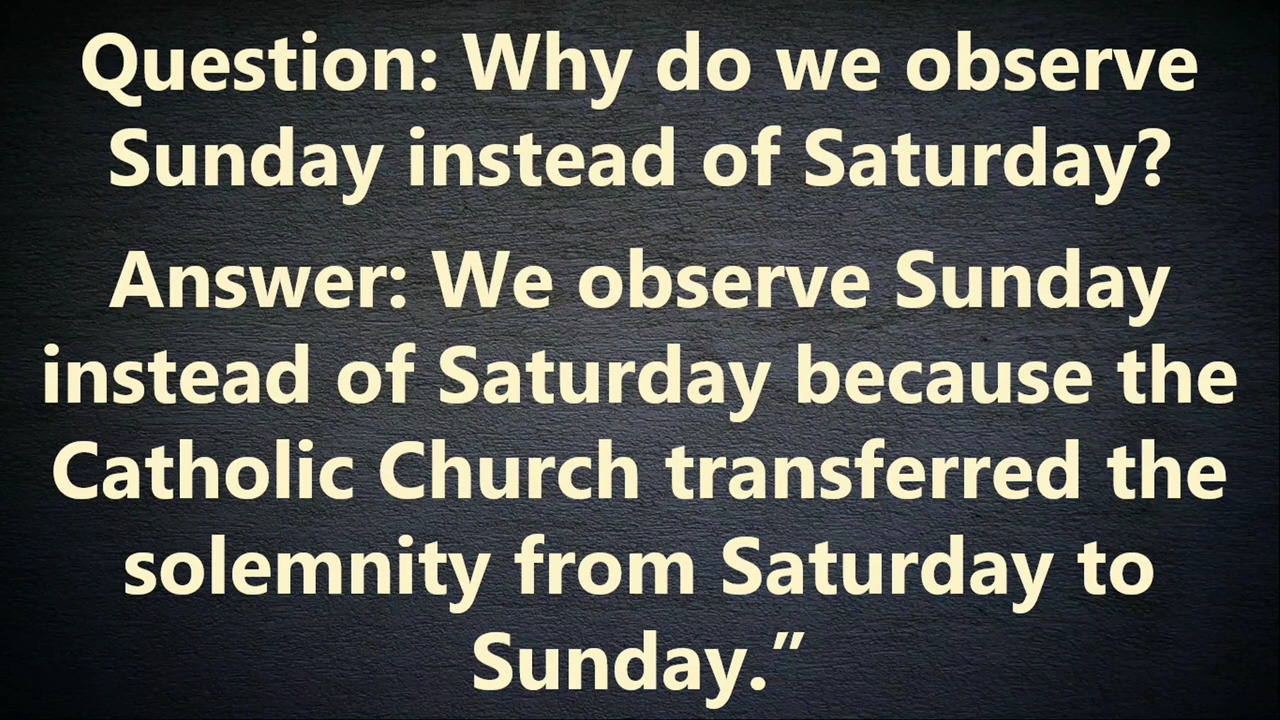 Question: Why do we observe
Sunday instead of Saturday?
Answer: We observe Sunday
instead of Saturday because the
Catholic Church transferred the
solemnity from Saturday to
Sunday.”